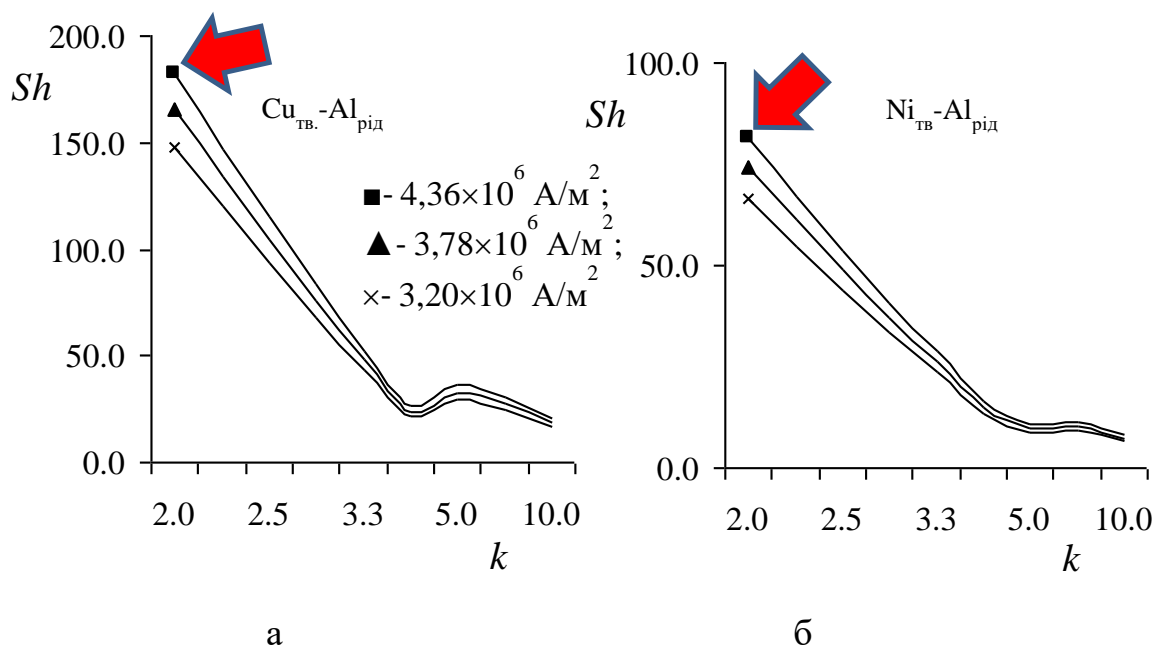 200.0
Sh
150.0
100.0
50.0
0.0
Cuтв.-Alрід
■- 4,36×10⁶ А/м²;
▲- 3,78×10⁶ А/м²;
×- 3,20×10⁶ А/м²
2.0 2.5 3.3 5.0 10.0
k
а
100.0
Sh
50.0
0.0
Niтв-Alрід
2.0 2.5 3.3 5.0 10.0
k
б